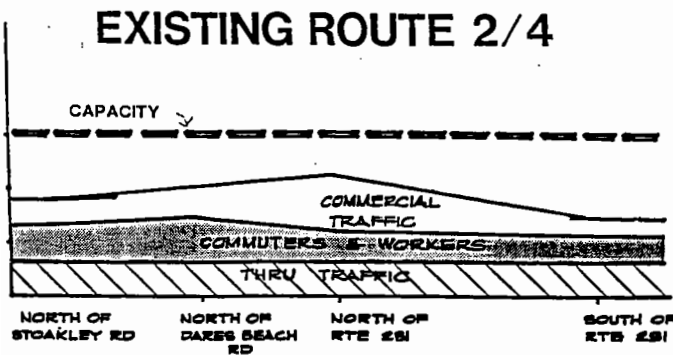 EXISTING ROUTE 2/4
CAPACITY
COMMERCIAL
TRAFFIC
COMMUTERS & WORKERS
THRU TRAFFIC
NORTH OF
STOAKLEY RD
NORTH OF
DARES BEACH
RD
NORTH OF
RTE 231
SOUTH OF
RTE 231